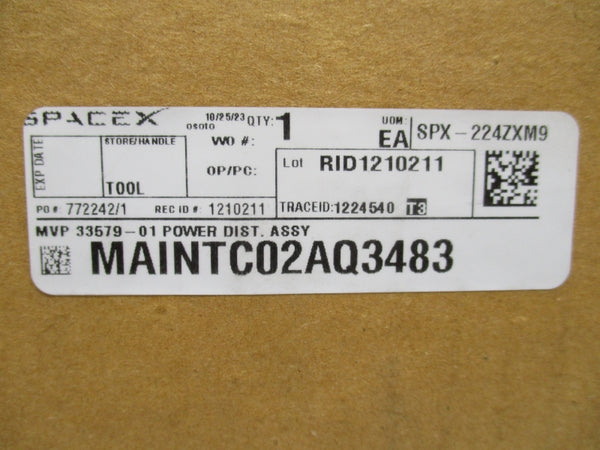 SPACEX
10/25/23
osoto
QTY: 1
UOM: EA
SPX-224ZXM9
EXP DATE
STORE/HANDLE
TOOL
WO #:
OP/PC:
Lot RID1210211
PO #: 772242/1
REC ID #: 1210211
TRACEID:1224540 T3
MVP 33579-01 POWER DIST. ASSY
MAINTC02AQ3483